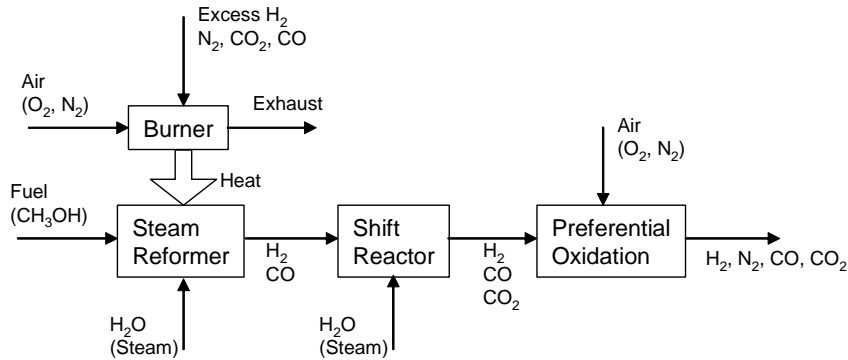 Excess H₂
N₂, CO₂, CO
Air
(O₂, N₂)
Burner
Exhaust
Heat
Air
(O₂, N₂)
Fuel
(CH₃OH)
Steam
Reformer
H₂
CO
Shift
Reactor
H₂
CO
CO₂
Preferential
Oxidation
H₂, N₂, CO, CO₂
H₂O
(Steam)
H₂O
(Steam)